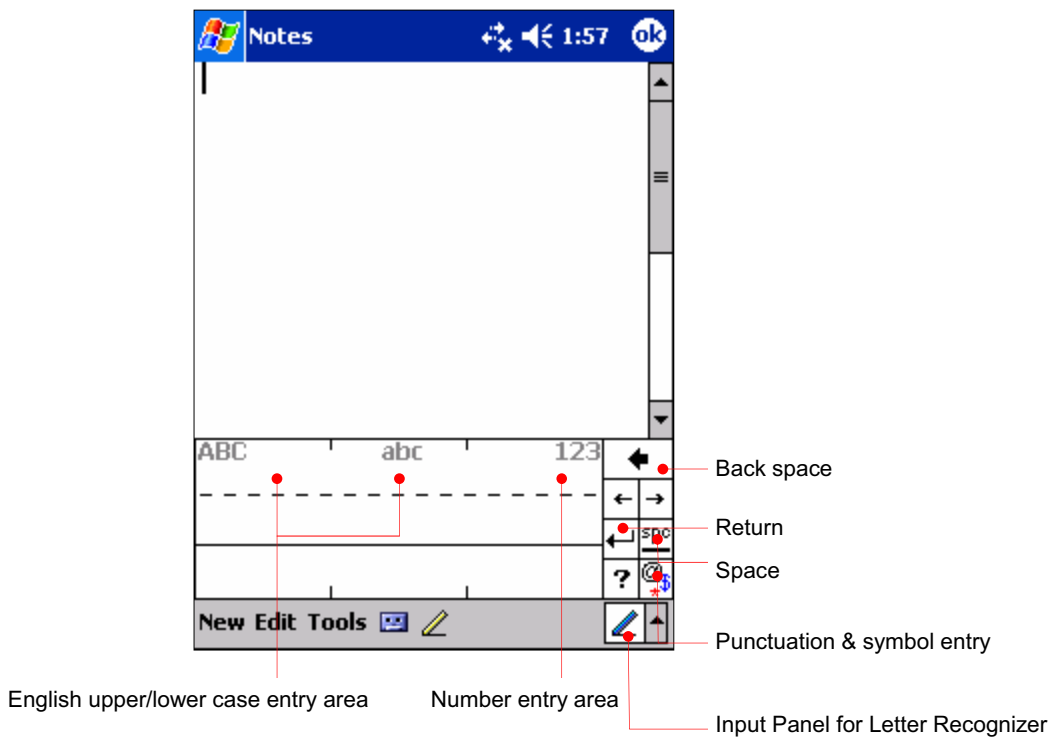 Notes 1:57 ok
ABC abc 123
Back space
Return
spc
Space
? @*$
New Edit Tools
Punctuation & symbol entry
English upper/lower case entry area Number entry area
Input Panel for Letter Recognizer